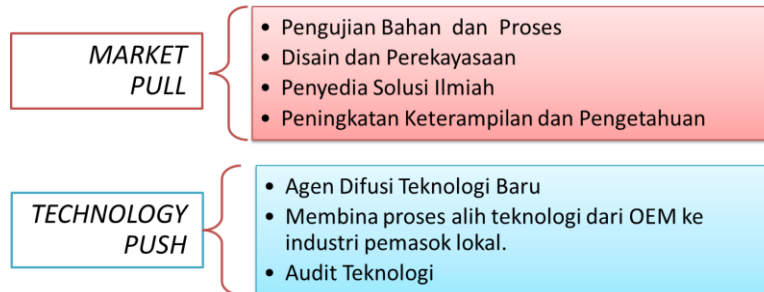 MARKET
PULL
• Pengujian Bahan dan Proses
• Disain dan Perekayasaan
• Penyedia Solusi Ilmiah
• Peningkatan Keterampilan dan Pengetahuan
TECHNOLOGY
PUSH
• Agen Difusi Teknologi Baru
• Membina proses alih teknologi dari OEM ke
industri pemasok lokal.
• Audit Teknologi